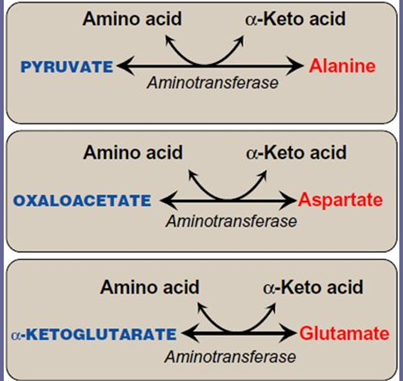 Amino acid α-Keto acid
PYRUVATE Alanine
Aminotransferase
Amino acid α-Keto acid
OXALOACETATE Aspartate
Aminotransferase
Amino acid α-Keto acid
α-KETOGLUTARATE Glutamate
Aminotransferase